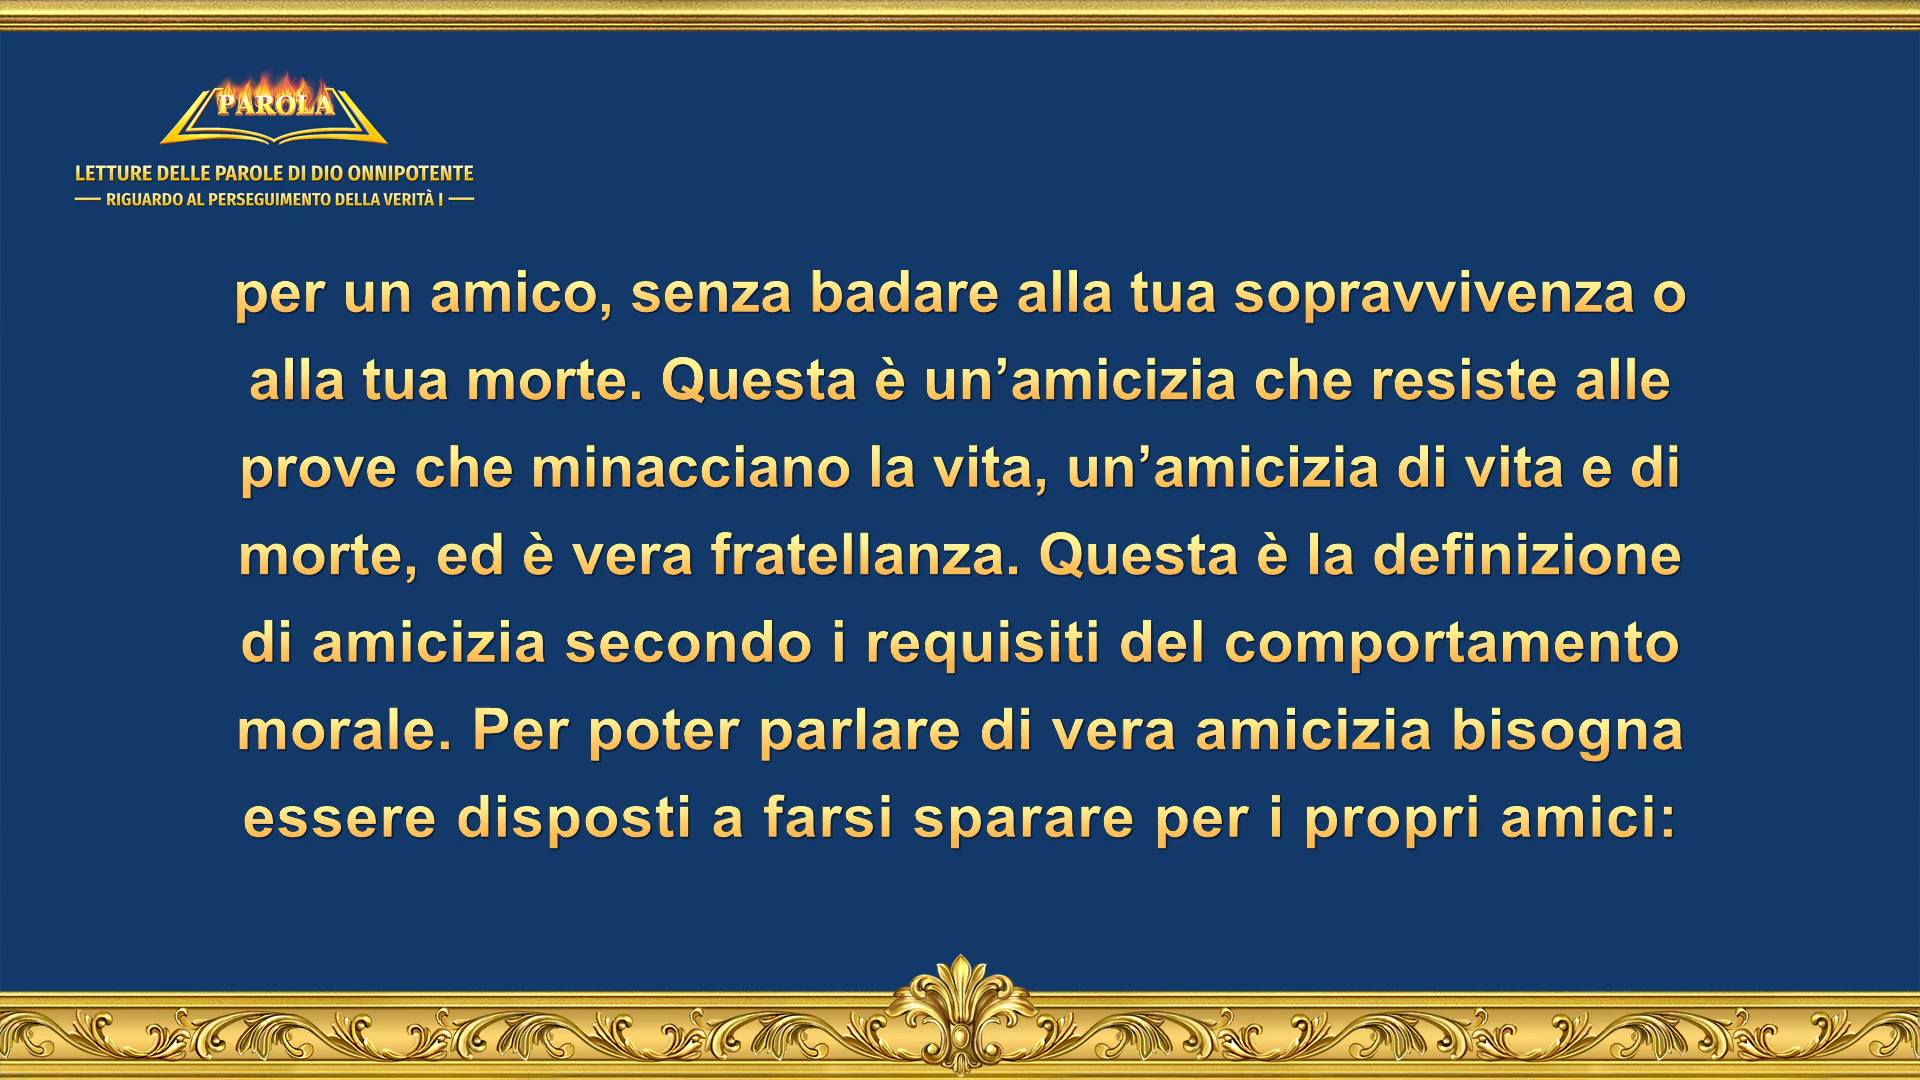 PAROLA
LETTURE DELLE PAROLE DI DIO ONNIPOTENTE
RIGUARDO AL PERSEGUIMENTO DELLA VERITÀ I
per un amico, senza badare alla tua sopravvivenza o
alla tua morte. Questa è un’amicizia che resiste alle
prove che minacciano la vita, un’amicizia di vita e di
morte, ed è vera fratellanza. Questa è la definizione
di amicizia secondo i requisiti del comportamento
morale. Per poter parlare di vera amicizia bisogna
essere disposti a farsi sparare per i propri amici: